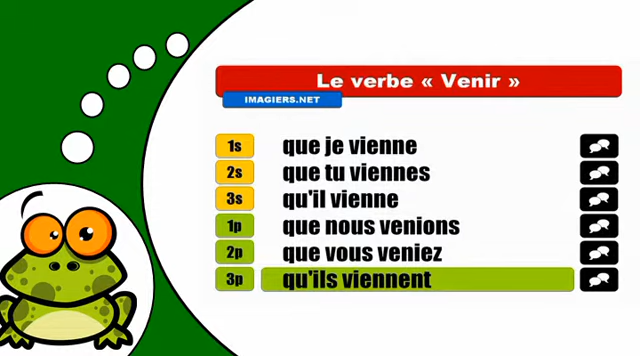 Le verbe « Venir »
IMAGIERS.NET
1s que je vienne
2s que tu viennes
3s qu'il vienne
1p que nous venions
2p que vous veniez
3p qu'ils viennent